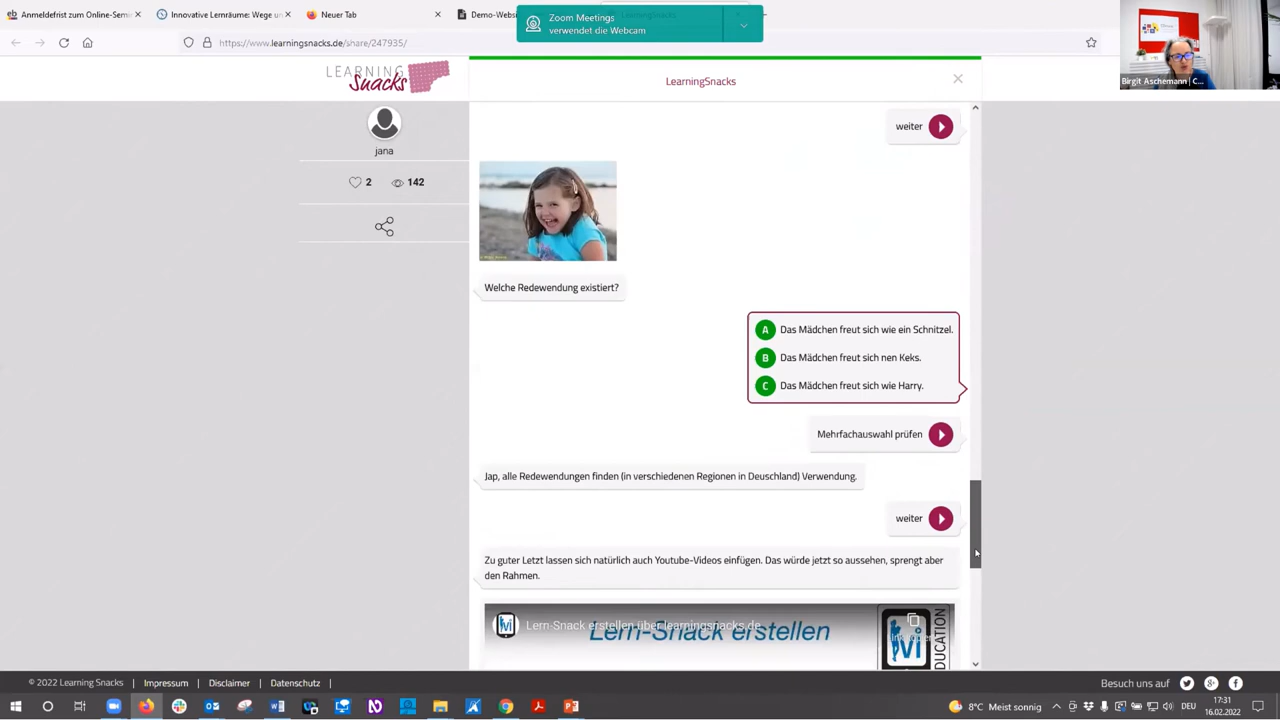 Anmeldeinf zum Online-Sem
Innovative Lernräume: Wege un
Neuer Tab
Demo-Websi
LearningSnacks
Zoom Meetings
verwendet die Webcam
https://www.learningsnacks.de/share/247935/
Birgit Aschemann | C...
LEARNING
Snacks
LearningSnacks
jana
2
142
weiter
Welche Redewendung existiert?
A Das Mädchen freut sich wie ein Schnitzel.
B Das Mädchen freut sich nen Keks.
C Das Mädchen freut sich wie Harry.
Mehrfachauswahl prüfen
Jap, alle Redewendungen finden (in verschiedenen Regionen in Deuschland) Verwendung.
weiter
Zu guter Letzt lassen sich natürlich auch Youtube-Videos einfügen. Das würde jetzt so aussehen, sprengt aber
den Rahmen.
Lern-Snack erstellen über learningsnacks.de
Lern-Snack erstellen
EDUCATION
© 2022 Learning Snacks
Impressum
Disclaimer
Datenschutz
Besuch uns auf
8°C Meist sonnig
DEU
17:31
16.02.2022